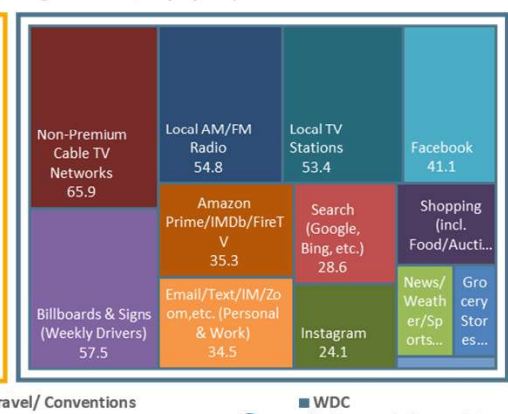 Non-Premium
Cable TV
Networks
65.9
Local AM/FM
Radio
54.8
Local TV
Stations
53.4
Facebook
41.1
Billboards & Signs
(Weekly Drivers)
57.5
Amazon
Prime/IMDb/FireT
V
35.3
Search
(Google,
Bing, etc.)
28.6
Shopping
(incl.
Food/Aucti...
Email/Text/IM/Zo
om,etc. (Personal
& Work)
34.5
Instagram
24.1
News/
Weath
er/Sp
orts...
Gro
cery
Stor
es...
ravel/ Conventions
WDC